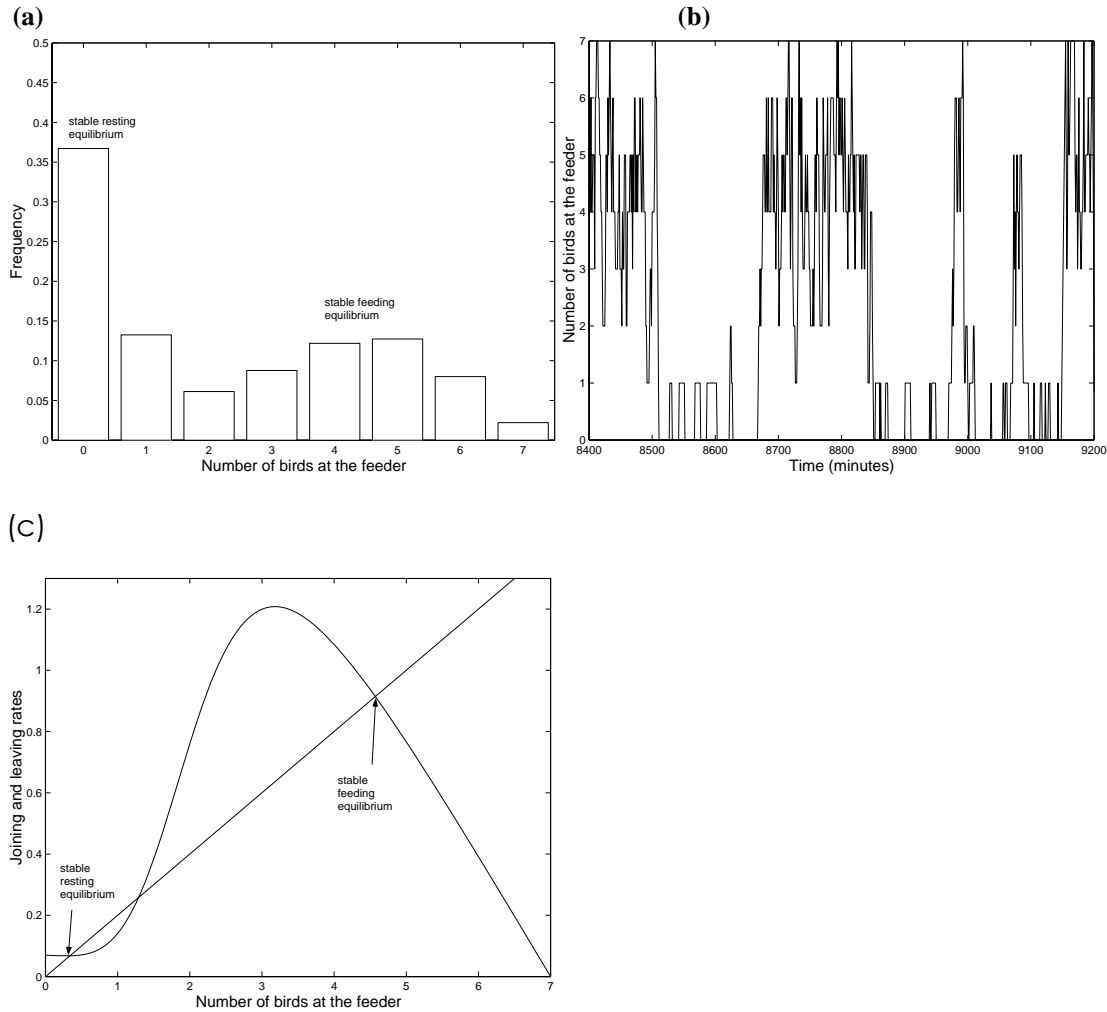 (a)
0.5
0.45
0.4
0.35
0.3
0.25
0.2
0.15
0.1
0.05
0
Frequency
stable resting
equilibrium
stable feeding
equilibrium
0 1 2 3 4 5 6 7
Number of birds at the feeder
(b)
7
6
5
4
3
2
1
0
Number of birds at the feeder
8400 8500 8600 8700 8800 8900 9000 9100 9200
Time (minutes)
(c)
1.2
1
0.8
0.6
0.4
0.2
0
Joining and leaving rates
stable
resting
equilibrium
stable
feeding
equilibrium
0 1 2 3 4 5 6 7
Number of birds at the feeder